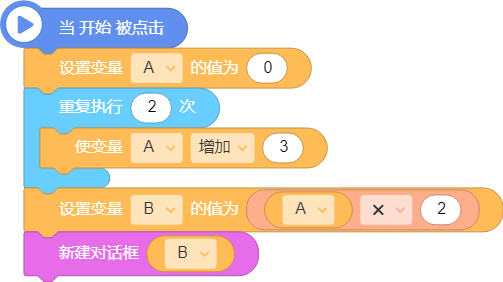 当 开始 被点击
设置变量 A 的值为 0
重复执行 2 次
使变量 A 增加 3
设置变量 B 的值为 A × 2
新建对话框 B